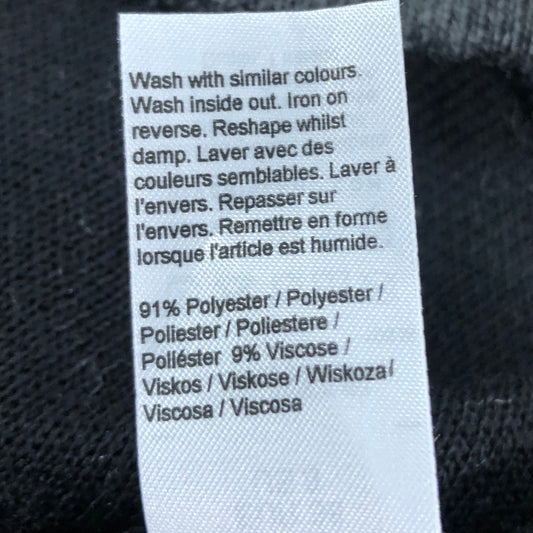 Wash with similar colours.
Wash inside out. Iron on
reverse. Reshape whilst
damp. Laver avec des
couleurs semblables. Laver à
l'envers. Repasser sur
l'envers. Remettre en forme
lorsque l'article est humide.
91% Polyester / Polyester /
Poliester / Poliestere /
Poliéster 9% Viscose /
Viskos / Viskose / Wiskoza/
Viscosa / Viscosa